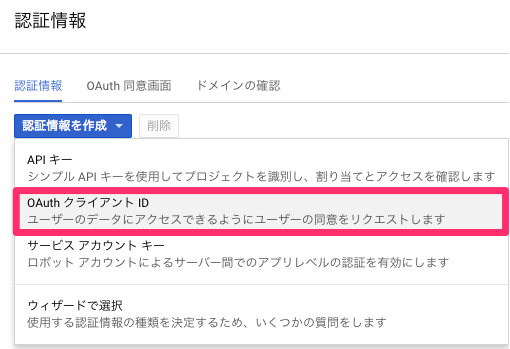 認証情報
認証情報 OAuth 同意画面 ドメインの確認
認証情報を作成 削除
API キー
シンプル API キーを使用してプロジェクトを識別し、割り当てとアクセスを確認します
OAuth クライアント ID
ユーザーのデータにアクセスできるようにユーザーの同意をリクエストします
サービス アカウント キー
ロボット アカウントによるサーバー間でのアプリレベルの認証を有効にします
ウィザードで選択
使用する認証情報の種類を決定するため、いくつかの質問をします